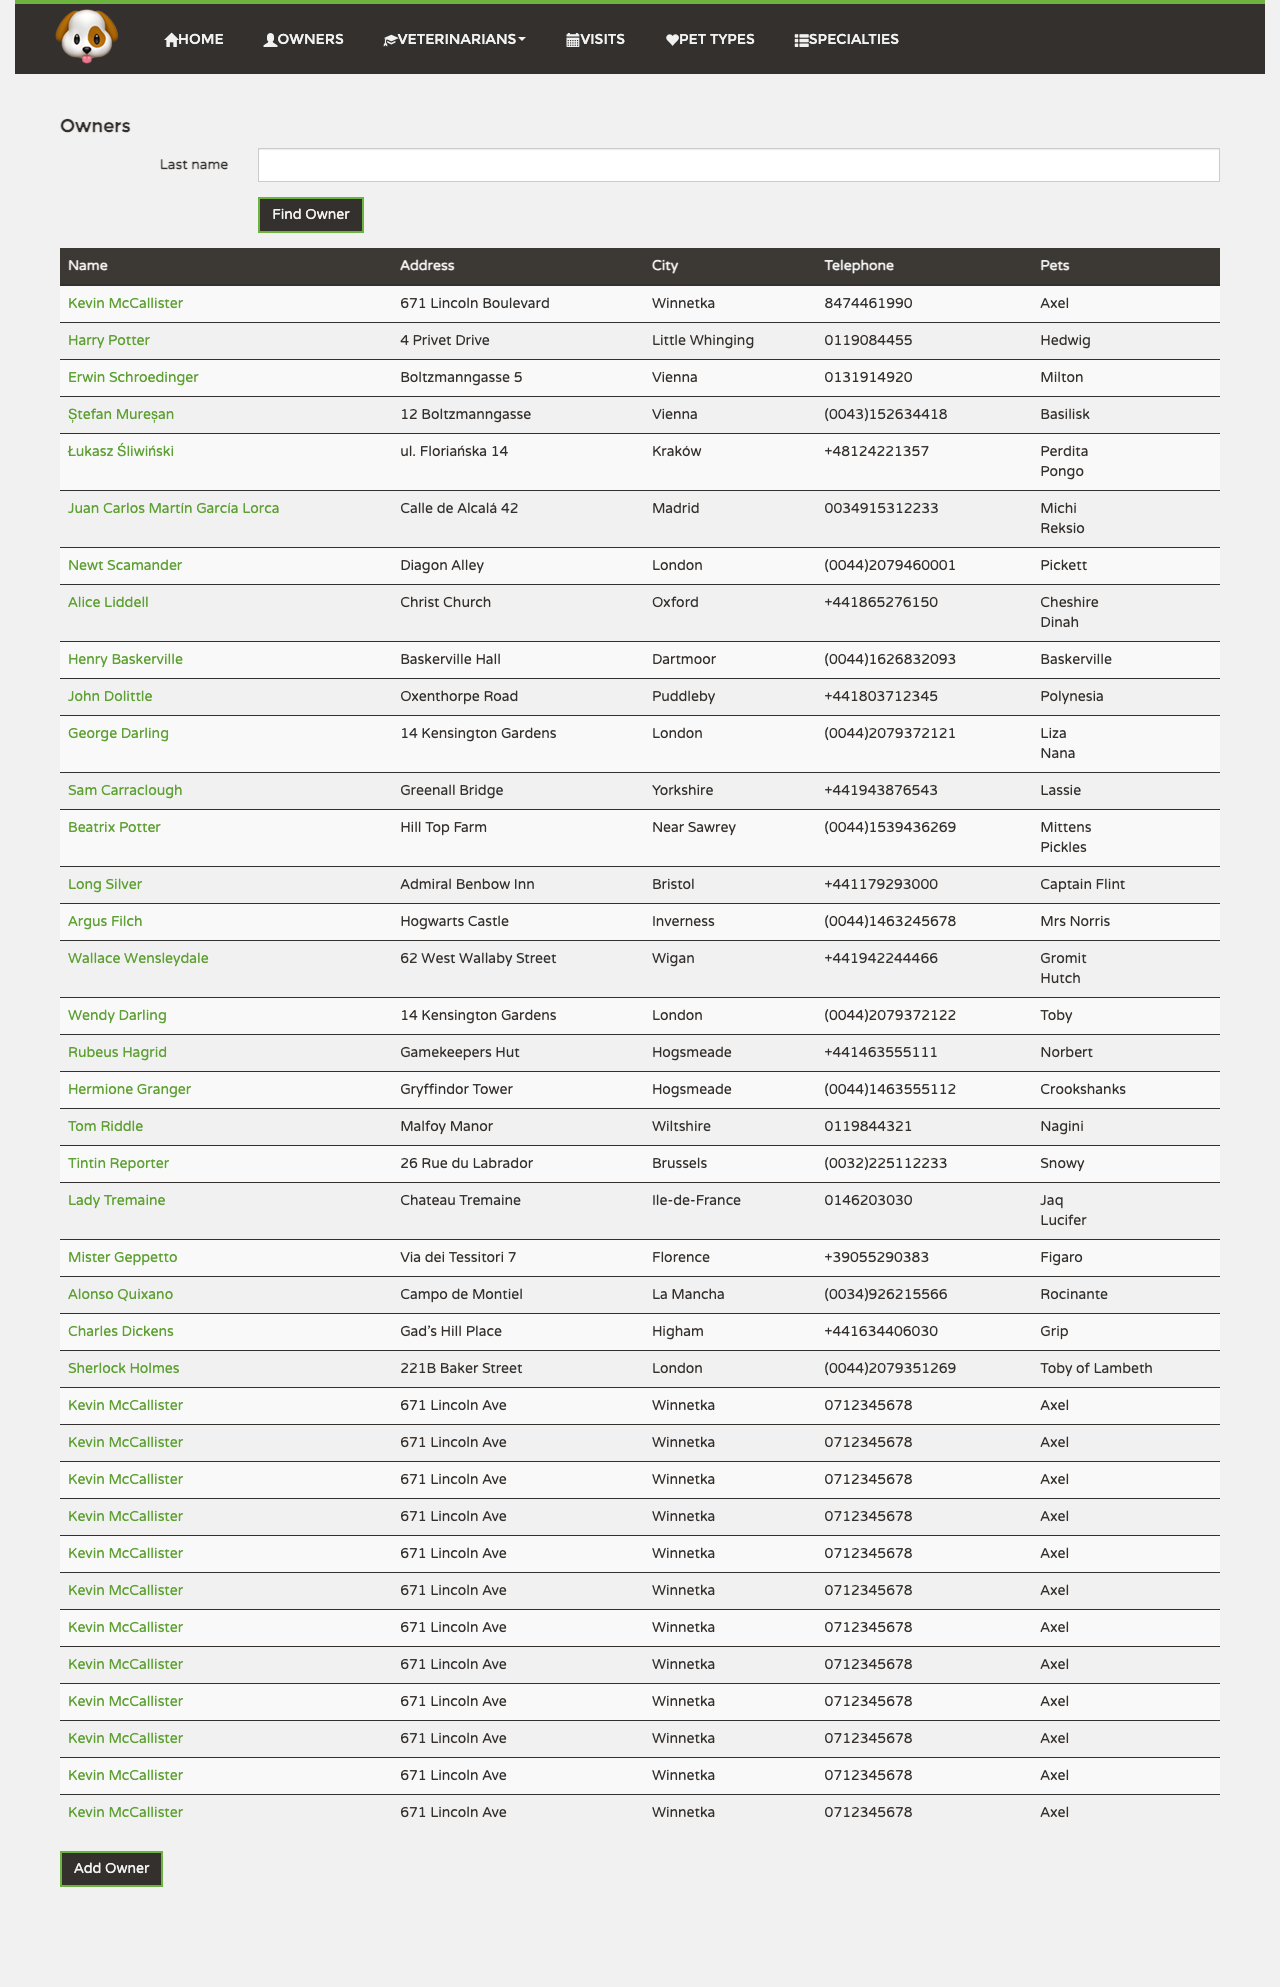 HOME OWNERS VETERINARIANS VISITS PET TYPES SPECIALTIES
Owners
Last name
Find Owner
Name Address City Telephone Pets
Kevin McCallister 671 Lincoln Boulevard Winnetka 8474461990 Axel
Harry Potter 4 Privet Drive Little Whinging 0119084455 Hedwig
Erwin Schroedinger Boltzmanngasse 5 Vienna 0131914920 Milton
Ștefan Mureșan 12 Boltzmanngasse Vienna (0043)152634418 Basilisk
Łukasz Śliwiński ul. Floriańska 14 Kraków +48124221357 Perdita
Pongo
Juan Carlos Martín García Lorca Calle de Alcalá 42 Madrid 0034915312233 Michi
Reksio
Newt Scamander Diagon Alley London (0044)2079460001 Pickett
Alice Liddell Christ Church Oxford +441865276150 Cheshire
Dinah
Henry Baskerville Baskerville Hall Dartmoor (0044)1626832093 Baskerville
John Dolittle Oxenthorpe Road Puddleby +441803712345 Polynesia
George Darling 14 Kensington Gardens London (0044)2079372121 Liza
Nana
Sam Carraclough Greenall Bridge Yorkshire +441943876543 Lassie
Beatrix Potter Hill Top Farm Near Sawrey (0044)1539436269 Mittens
Pickles
Long Silver Admiral Benbow Inn Bristol +441179293000 Captain Flint
Argus Filch Hogwarts Castle Inverness (0044)1463245678 Mrs Norris
Wallace Wensleydale 62 West Wallaby Street Wigan +441942244466 Gromit
Hutch
Wendy Darling 14 Kensington Gardens London (0044)2079372122 Toby
Rubeus Hagrid Gamekeepers Hut Hogsmeade +441463555111 Norbert
Hermione Granger Gryffindor Tower Hogsmeade (0044)1463555112 Crookshanks
Tom Riddle Malfoy Manor Wiltshire 0119844321 Nagini
Tintin Reporter 26 Rue du Labrador Brussels (0032)225112233 Snowy
Lady Tremaine Chateau Tremaine Ile-de-France 0146203030 Jaq
Lucifer
Mister Geppetto Via dei Tessitori 7 Florence +39055290383 Figaro
Alonso Quixano Campo de Montiel La Mancha (0034)926215566 Rocinante
Charles Dickens Gad's Hill Place Higham +441634406030 Grip
Sherlock Holmes 221B Baker Street London (0044)2079351269 Toby of Lambeth
Kevin McCallister 671 Lincoln Ave Winnetka 0712345678 Axel
Kevin McCallister 671 Lincoln Ave Winnetka 0712345678 Axel
Kevin McCallister 671 Lincoln Ave Winnetka 0712345678 Axel
Kevin McCallister 671 Lincoln Ave Winnetka 0712345678 Axel
Kevin McCallister 671 Lincoln Ave Winnetka 0712345678 Axel
Kevin McCallister 671 Lincoln Ave Winnetka 0712345678 Axel
Kevin McCallister 671 Lincoln Ave Winnetka 0712345678 Axel
Kevin McCallister 671 Lincoln Ave Winnetka 0712345678 Axel
Kevin McCallister 671 Lincoln Ave Winnetka 0712345678 Axel
Kevin McCallister 671 Lincoln Ave Winnetka 0712345678 Axel
Kevin McCallister 671 Lincoln Ave Winnetka 0712345678 Axel
Kevin McCallister 671 Lincoln Ave Winnetka 0712345678 Axel
Add Owner